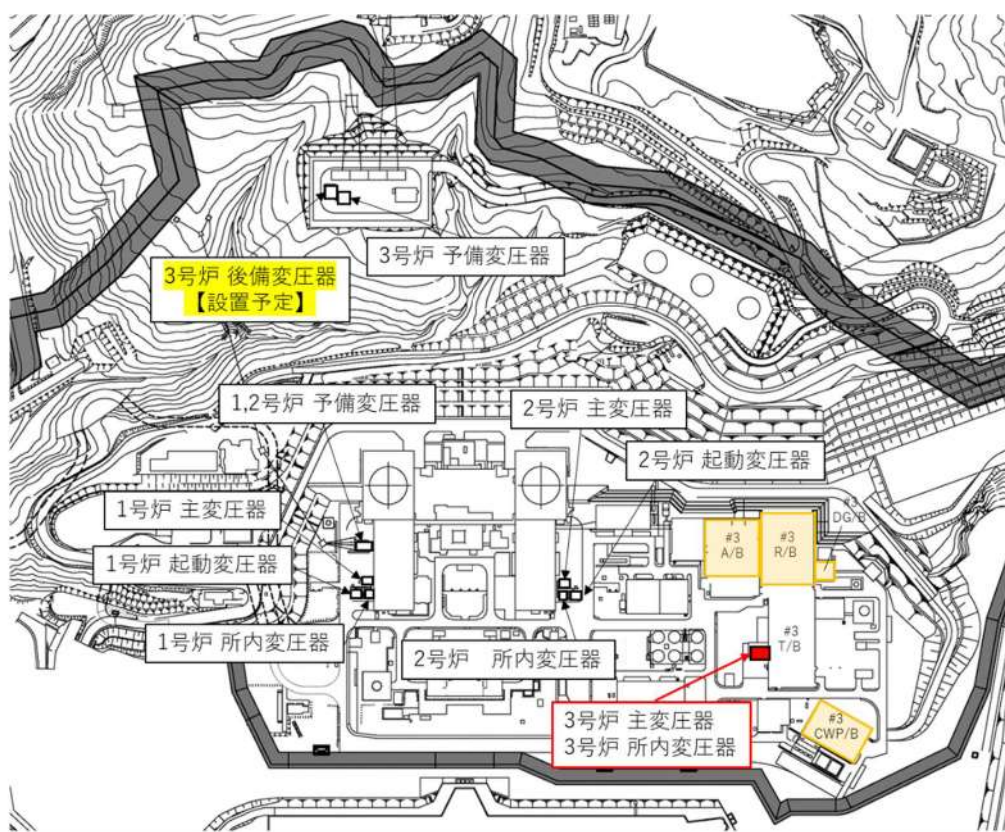 3号炉 予備変圧器
3号炉 後備変圧器
【設置予定】
1,2号炉 予備変圧器
2号炉 主変圧器
2号炉 起動変圧器
1号炉 主変圧器
#3
DG/B
#3
A/B
#3
R/B
1号炉 起動変圧器
1号炉 所内変圧器
2号炉 所内変圧器
#3
T/B
3号炉 主変圧器
3号炉 所内変圧器
#3
CWP/B